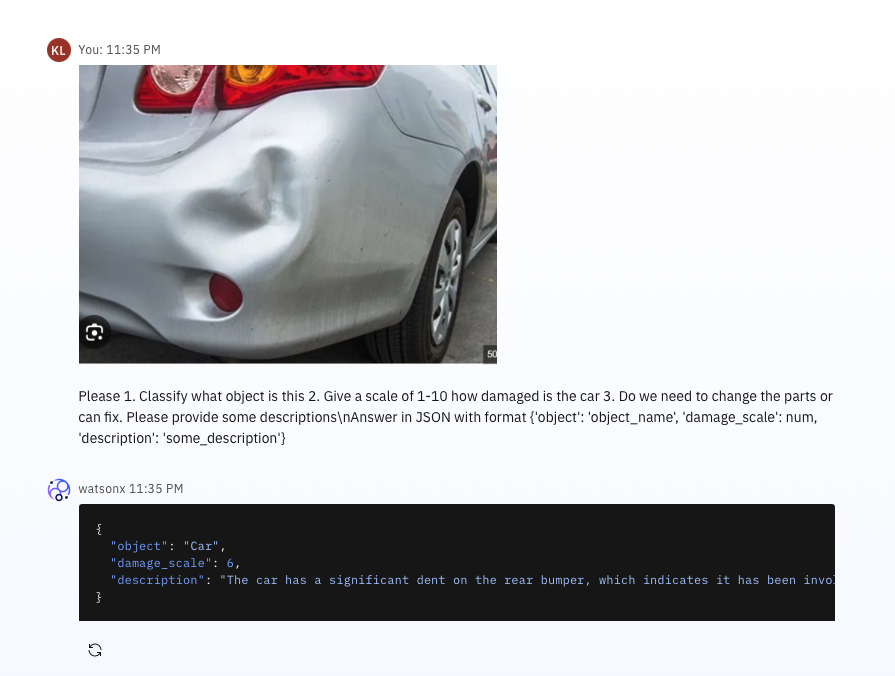 KL You: 11:35 PM
50
Please 1. Classify what object is this 2. Give a scale of 1-10 how damaged is the car 3. Do we need to change the parts or
can fix. Please provide some descriptions\nAnswer in JSON with format {'object': 'object_name', 'damage_scale': num,
'description': 'some_description'}
watsonx 11:35 PM
{
"object": "Car",
"damage_scale": 6,
"description": "The car has a significant dent on the rear bumper, which indicates it has been invol
}